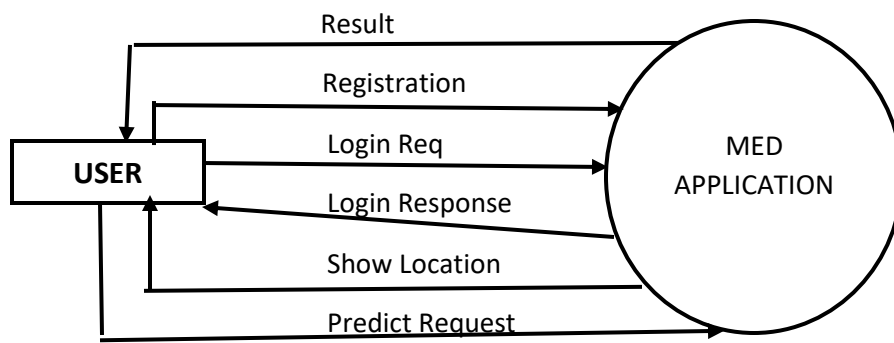 Result
Registration
Login Req
USER
MED
APPLICATION
Login Response
Show Location
Predict Request